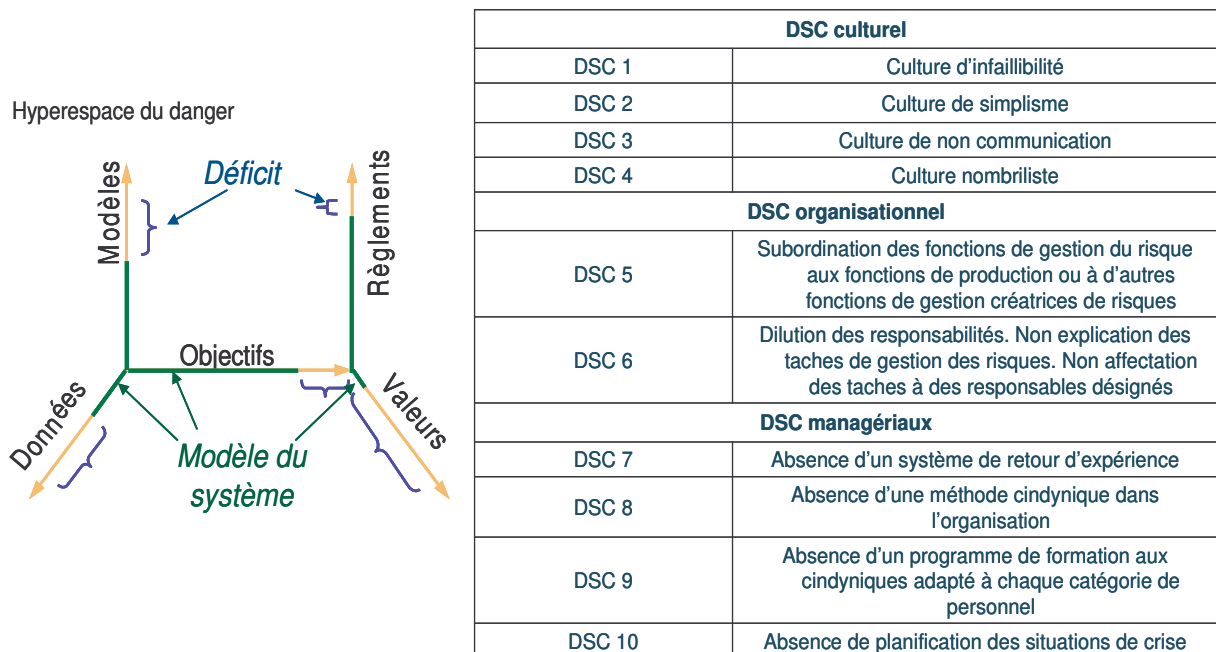 Hyperespace du danger
Modèles
Déficit
Règlements
Objectifs
Données
Valeurs
Modèle du
système
DSC culturel
DSC 1
Culture d'infaillibilité
DSC 2
Culture de simplisme
DSC 3
Culture de non communication
DSC 4
Culture nombriliste
DSC organisationnel
DSC 5
Subordination des fonctions de gestion du risque
aux fonctions de production ou à d'autres
fonctions de gestion créatrices de risques
DSC 6
Dilution des responsabilités. Non explication des
taches de gestion des risques. Non affectation
des taches à des responsables désignés
DSC managériaux
DSC 7
Absence d'un système de retour d'expérience
DSC 8
Absence d'une méthode cindynique dans
l'organisation
DSC 9
Absence d'un programme de formation aux
cindyniques adapté à chaque catégorie de
personnel
DSC 10
Absence de planification des situations de crise